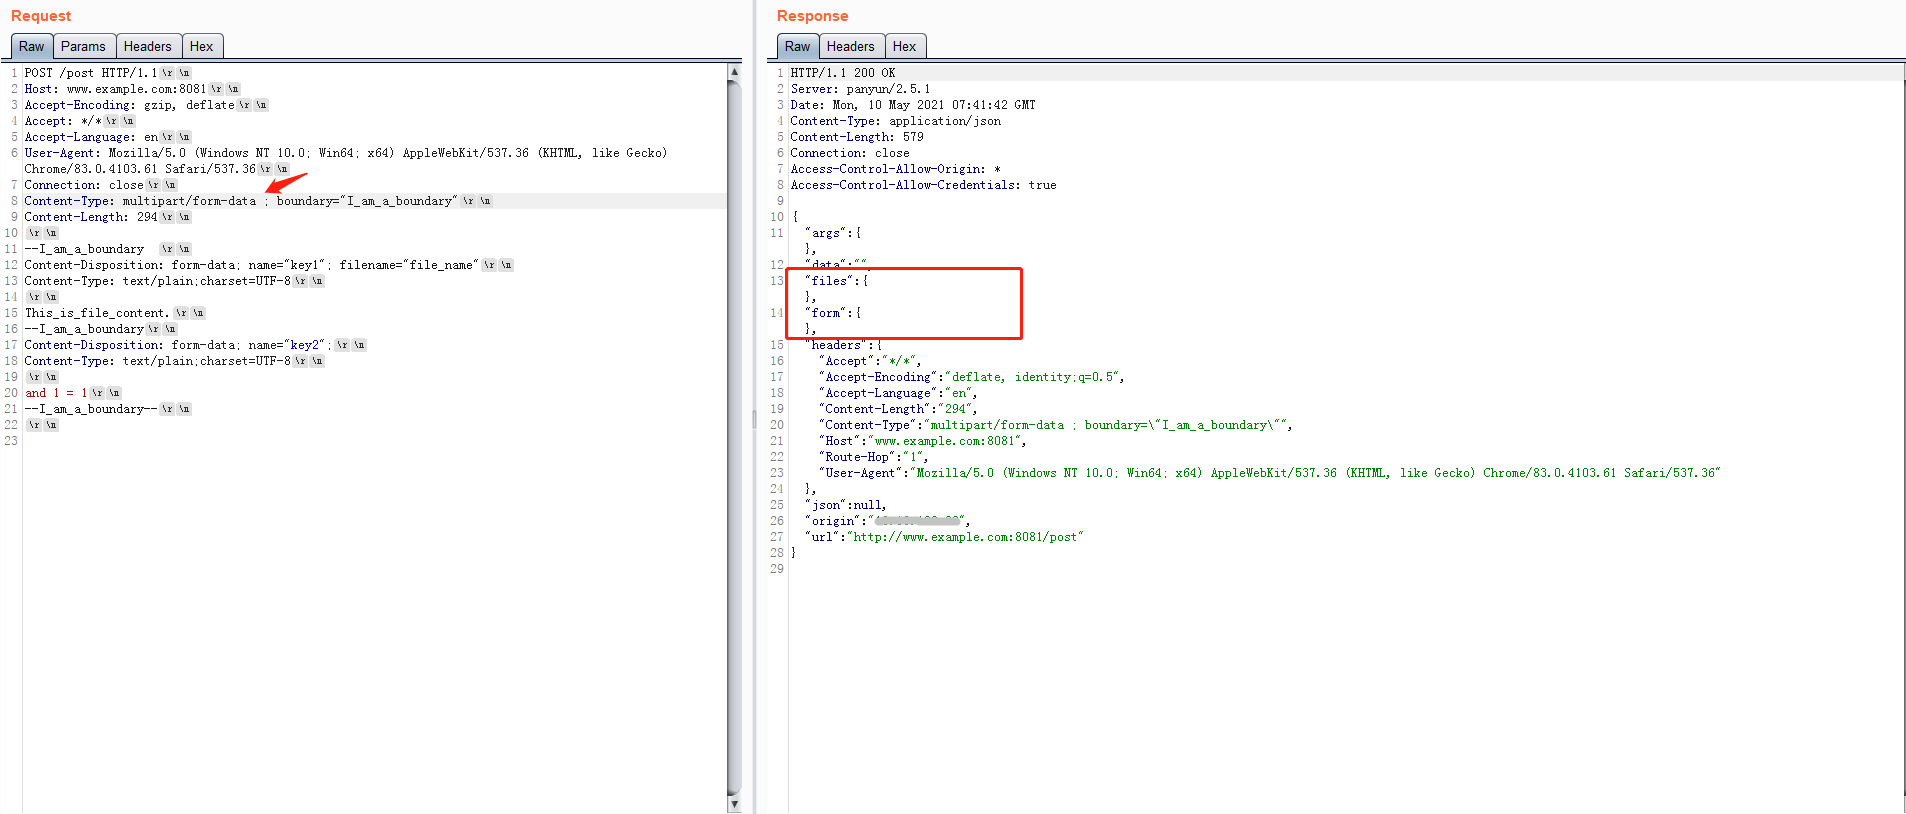 Request
Raw Params Headers Hex
1 POST /post HTTP/1.1 \r \n
2 Host: www.example.com:8081 \r \n
3 Accept-Encoding: gzip, deflate \r \n
4 Accept: */* \r \n
5 Accept-Language: en \r \n
6 User-Agent: Mozilla/5.0 (Windows NT 10.0; Win64; x64) AppleWebKit/537.36 (KHTML, like Gecko)
Chrome/83.0.4103.61 Safari/537.36 \r \n
7 Connection: close \r \n
8 Content-Type: multipart/form-data ; boundary="I_am_a_boundary" \r \n
9 Content-Length: 294 \r \n
10 \r \n
11 --I_am_a_boundary \r \n
12 Content-Disposition: form-data; name="key1"; filename="file_name" \r \n
13 Content-Type: text/plain;charset=UTF-8 \r \n
14 \r \n
15 This_is_file_content. \r \n
16 --I_am_a_boundary \r \n
17 Content-Disposition: form-data; name="key2"; \r \n
18 Content-Type: text/plain;charset=UTF-8 \r \n
19 \r \n
20 and 1 = 1 \r \n
21 --I_am_a_boundary-- \r \n
22 \r \n
23
Response
Raw Headers Hex
1 HTTP/1.1 200 OK
2 Server: panyun/2.5.1
3 Date: Mon, 10 May 2021 07:41:42 GMT
4 Content-Type: application/json
5 Content-Length: 579
6 Connection: close
7 Access-Control-Allow-Origin: *
8 Access-Control-Allow-Credentials: true
9
10 {
11 "args":{
},
12 "data":"",
13 "files":{
},
14 "form":{
},
15 "headers":{
16 "Accept":"*/*",
17 "Accept-Encoding":"deflate, identity;q=0.5",
18 "Accept-Language":"en",
19 "Content-Length":"294",
20 "Content-Type":"multipart/form-data ; boundary=\"I_am_a_boundary\"",
21 "Host":"www.example.com:8081",
22 "Route-Hop":"1",
23 "User-Agent":"Mozilla/5.0 (Windows NT 10.0; Win64; x64) AppleWebKit/537.36 (KHTML, like Gecko) Chrome/83.0.4103.61 Safari/537.36"
24 },
25 "json":null,
26 "origin":"",
27 "url":"http://www.example.com:8081/post"
28 }
29